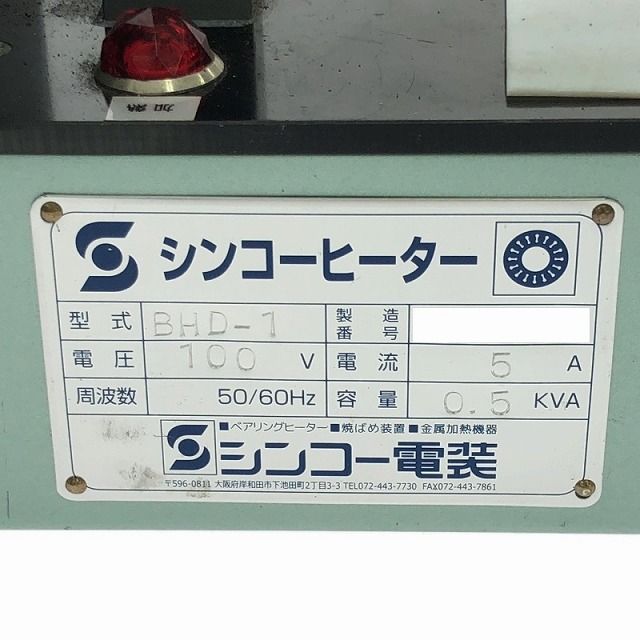 加熱
シンコーヒーター
型式 BHD-1 製造番号
電圧 100 V 電流 5 A
周波数 50/60Hz 容量 0.5 KVA
■ベアリングヒーター■焼ばめ装置■金属加熱機器
シンコー電装
〒596-0811 大阪府岸和田市下池田町2丁目3-3 TEL072-443-7730 FAX072-443-7861